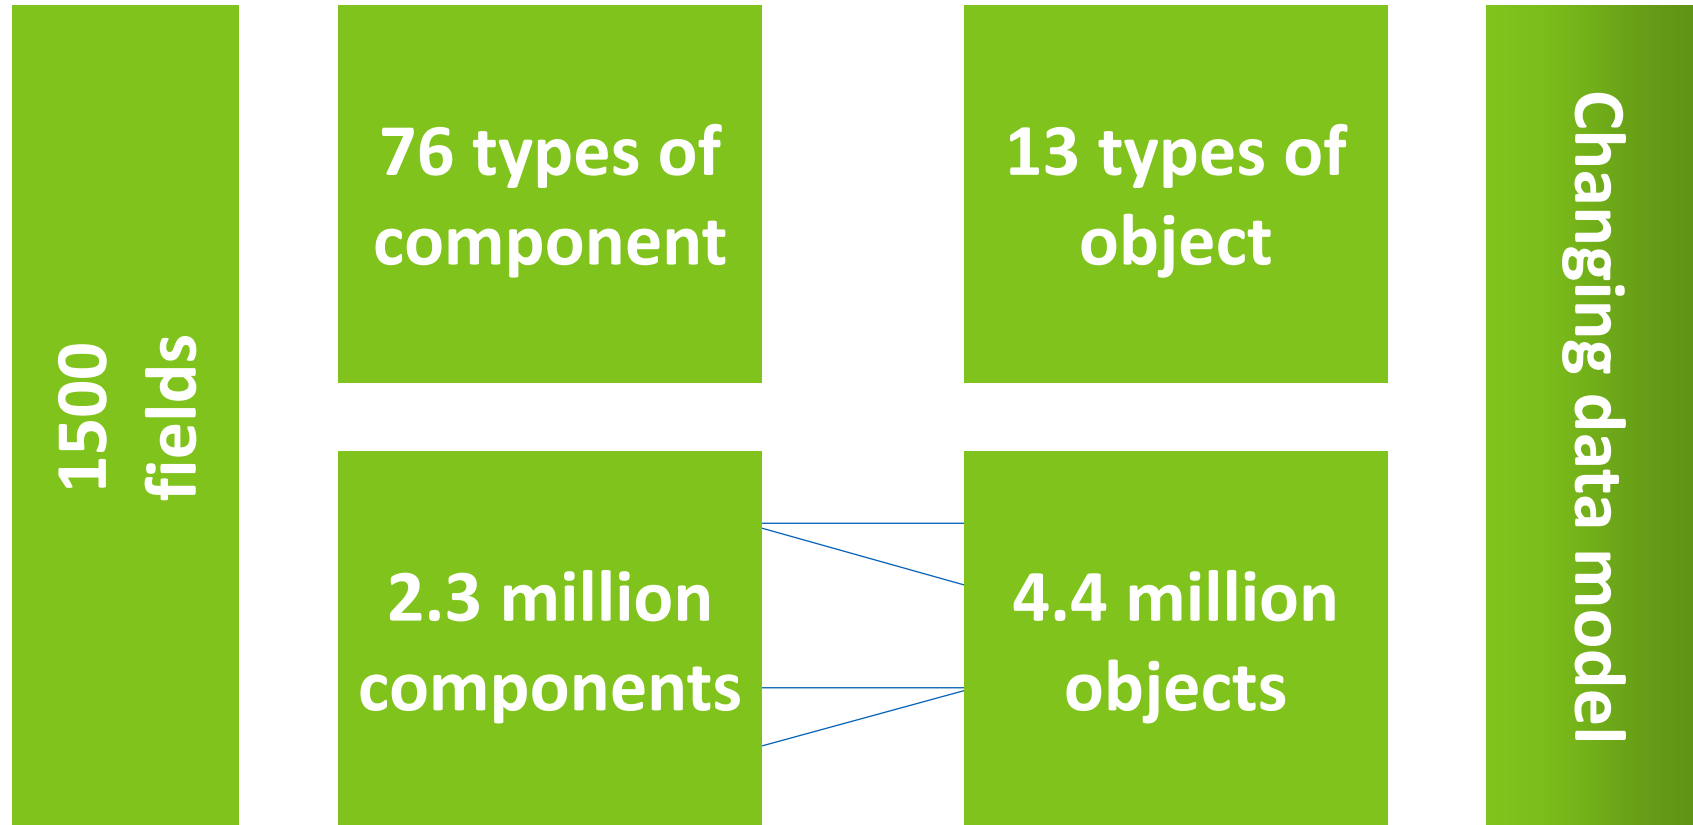 1500
fields
76 types of
component
13 types of
object
2.3 million
components
4.4 million
objects
Changing data model